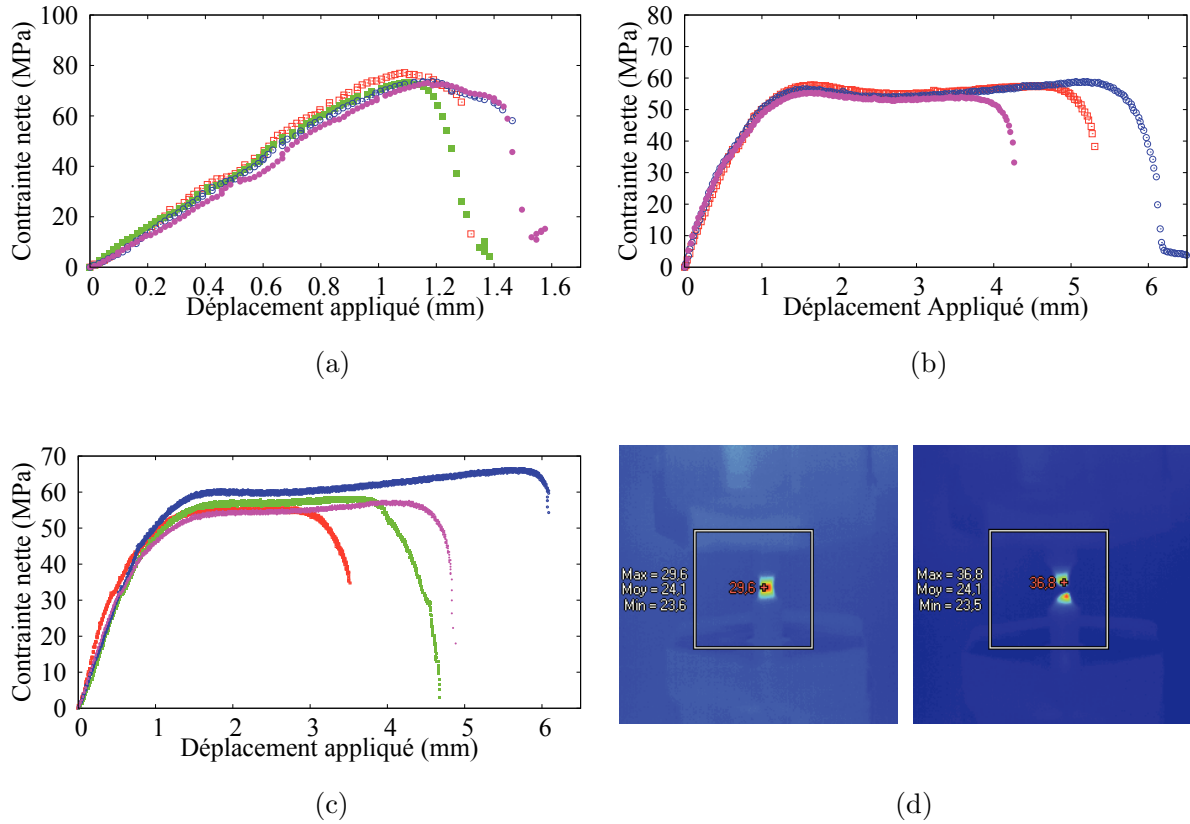 100
80
60
40
20
0
Contrainte nette (MPa)
0 0.2 0.4 0.6 0.8 1 1.2 1.4 1.6
Déplacement appliqué (mm)
(a)
80
70
60
50
40
30
20
10
0
Contrainte nette (MPa)
0 1 2 3 4 5 6
Déplacement Appliqué (mm)
(b)
70
60
50
40
30
20
10
0
Contrainte nette (MPa)
0 1 2 3 4 5 6
Déplacement appliqué (mm)
(c)
Max = 29,6
Moy = 24,1
Min = 23,6
29,6
Max = 36,8
Moy = 24,1
Min = 23,5
36,8
(d)